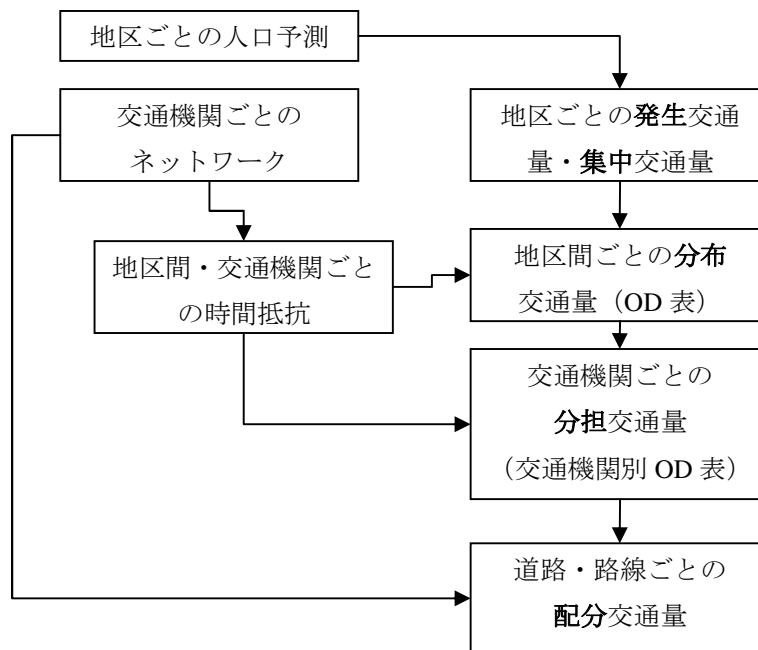 地区ごとの人口予測
交通機関ごとの
ネットワーク
地区ごとの発生交通
量・集中交通量
地区間・交通機関ごと
の時間抵抗
地区間ごとの分布
交通量（OD 表）
交通機関ごとの
分担交通量
（交通機関別 OD 表）
道路・路線ごとの
配分交通量